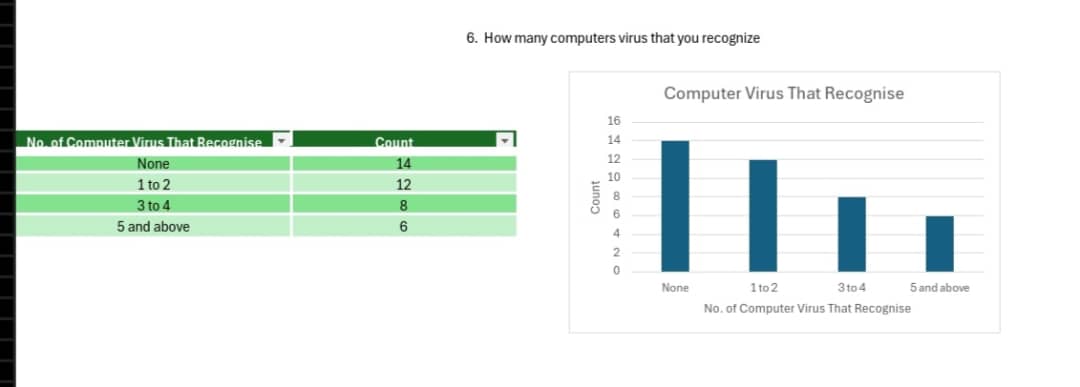 6. How many computers virus that you recognize
No. of Computer Virus That Recognise Count
None 14
1 to 2 12
3 to 4 8
5 and above 6
Computer Virus That Recognise
16
14
12
10
8
6
4
2
0
Count
None 1 to 2 3 to 4 5 and above
No. of Computer Virus That Recognise